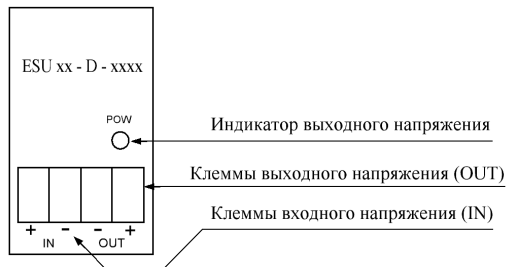 ESU xx - D - xxxx
POW
Индикатор выходного напряжения
Клеммы выходного напряжения (OUT)
Клеммы входного напряжения (IN)
+ - - +
IN OUT